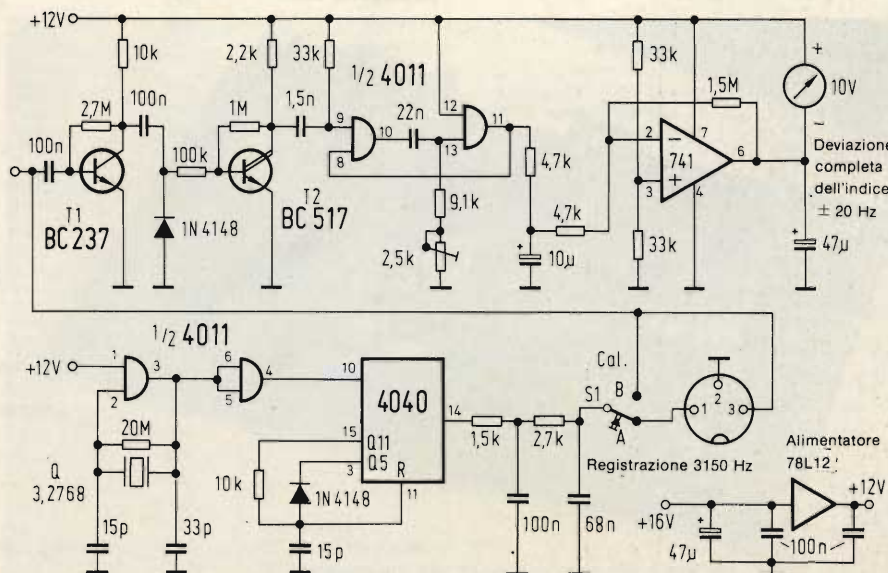 +12V
10k
2,2k
33k
1/2 4011
33k
1,5M
+
10V
-
2,7M
100n
1M
1,5n
9
10
8
22n
12
11
13
2
7
741
6
3
4
-
+
Deviazione
completa
dell'indice
± 20 Hz
100n
100k
4,7k
4,7k
T1
BC 237
1N 4148
T2
BC 517
9,1k
2,5k
+
10µ
33k
+
47µ
1/2 4011
+12V
1
2
3
6
5
4
10
4040
14
15
Q11
3
Q5
R
11
1,5k
2,7k
Cal.
S1
B
A
1
2
3
20M
Q
3,2768
10k
1N4148
15p
33p
15p
100n
68n
Registrazione 3150 Hz
Alimentatore
78L12
+16V
+12V
+
47µ
100n